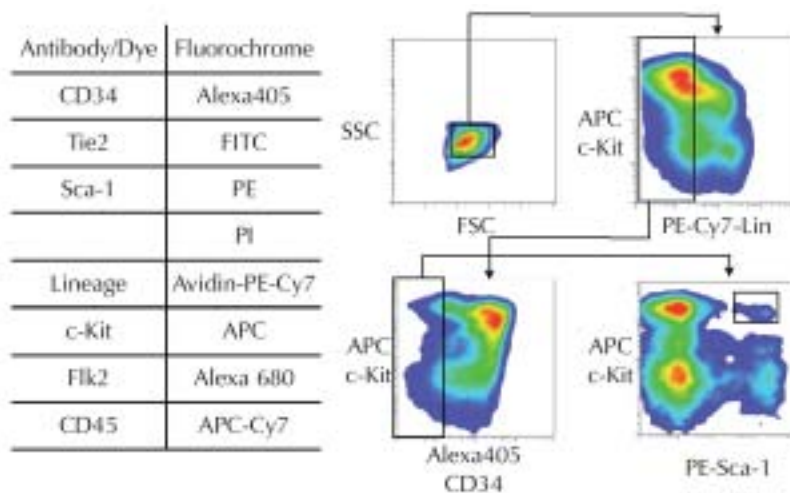 Antibody/Dye Fluorochrome
CD34 Alexa405
Tie2 FITC
Sca-1 PE
PI
Lineage Avidin-PE-Cy7
c-Kit APC
Flk2 Alexa 680
CD45 APC-Cy7
SSC
FSC
APC
c-Kit
PE-Cy7-Lin
APC
c-Kit
Alexa405
CD34
APC
c-Kit
PE-Sca-1